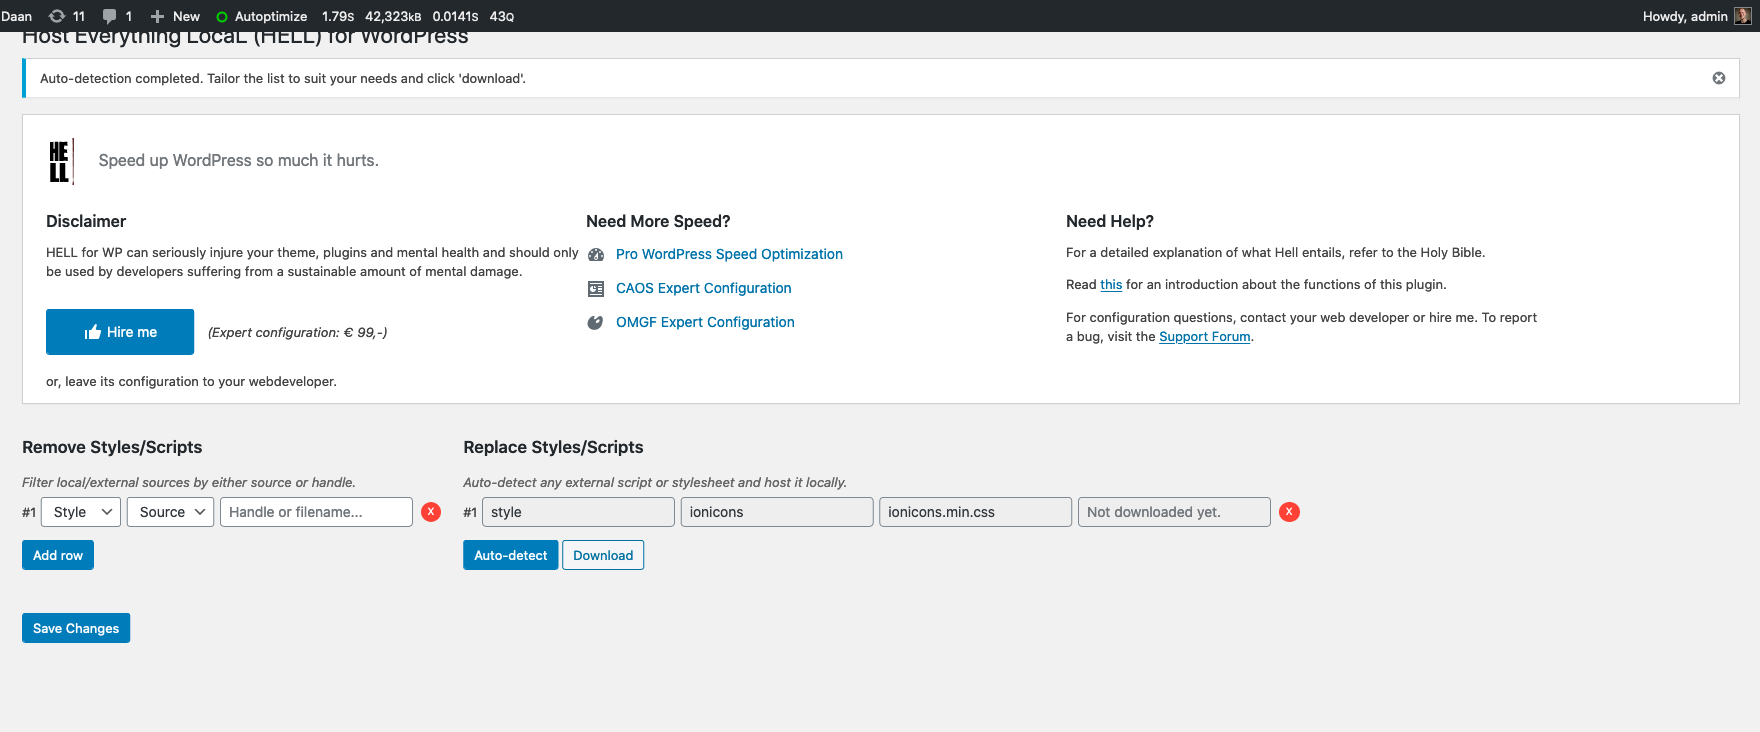 Daan 11 1 New Autoptimize 1.79S 42,323KB 0.0141S 43Q Howdy, admin
Host Everything LocaL (HELL) for WordPress
Auto-detection completed. Tailor the list to suit your needs and click 'download'.
HE
LL
Speed up WordPress so much it hurts.
Disclaimer
HELL for WP can seriously injure your theme, plugins and mental health and should only
be used by developers suffering from a sustainable amount of mental damage.
Hire me (Expert configuration: € 99,-)
or, leave its configuration to your webdeveloper.
Need More Speed?
Pro WordPress Speed Optimization
CAOS Expert Configuration
OMGF Expert Configuration
Need Help?
For a detailed explanation of what Hell entails, refer to the Holy Bible.
Read this for an introduction about the functions of this plugin.
For configuration questions, contact your web developer or hire me. To report
a bug, visit the Support Forum.
Remove Styles/Scripts
Filter local/external sources by either source or handle.
#1 Style Source Handle or filename... X
Add row
Replace Styles/Scripts
Auto-detect any external script or stylesheet and host it locally.
#1 style ionicons ionicons.min.css Not downloaded yet. X
Auto-detect Download
Save Changes